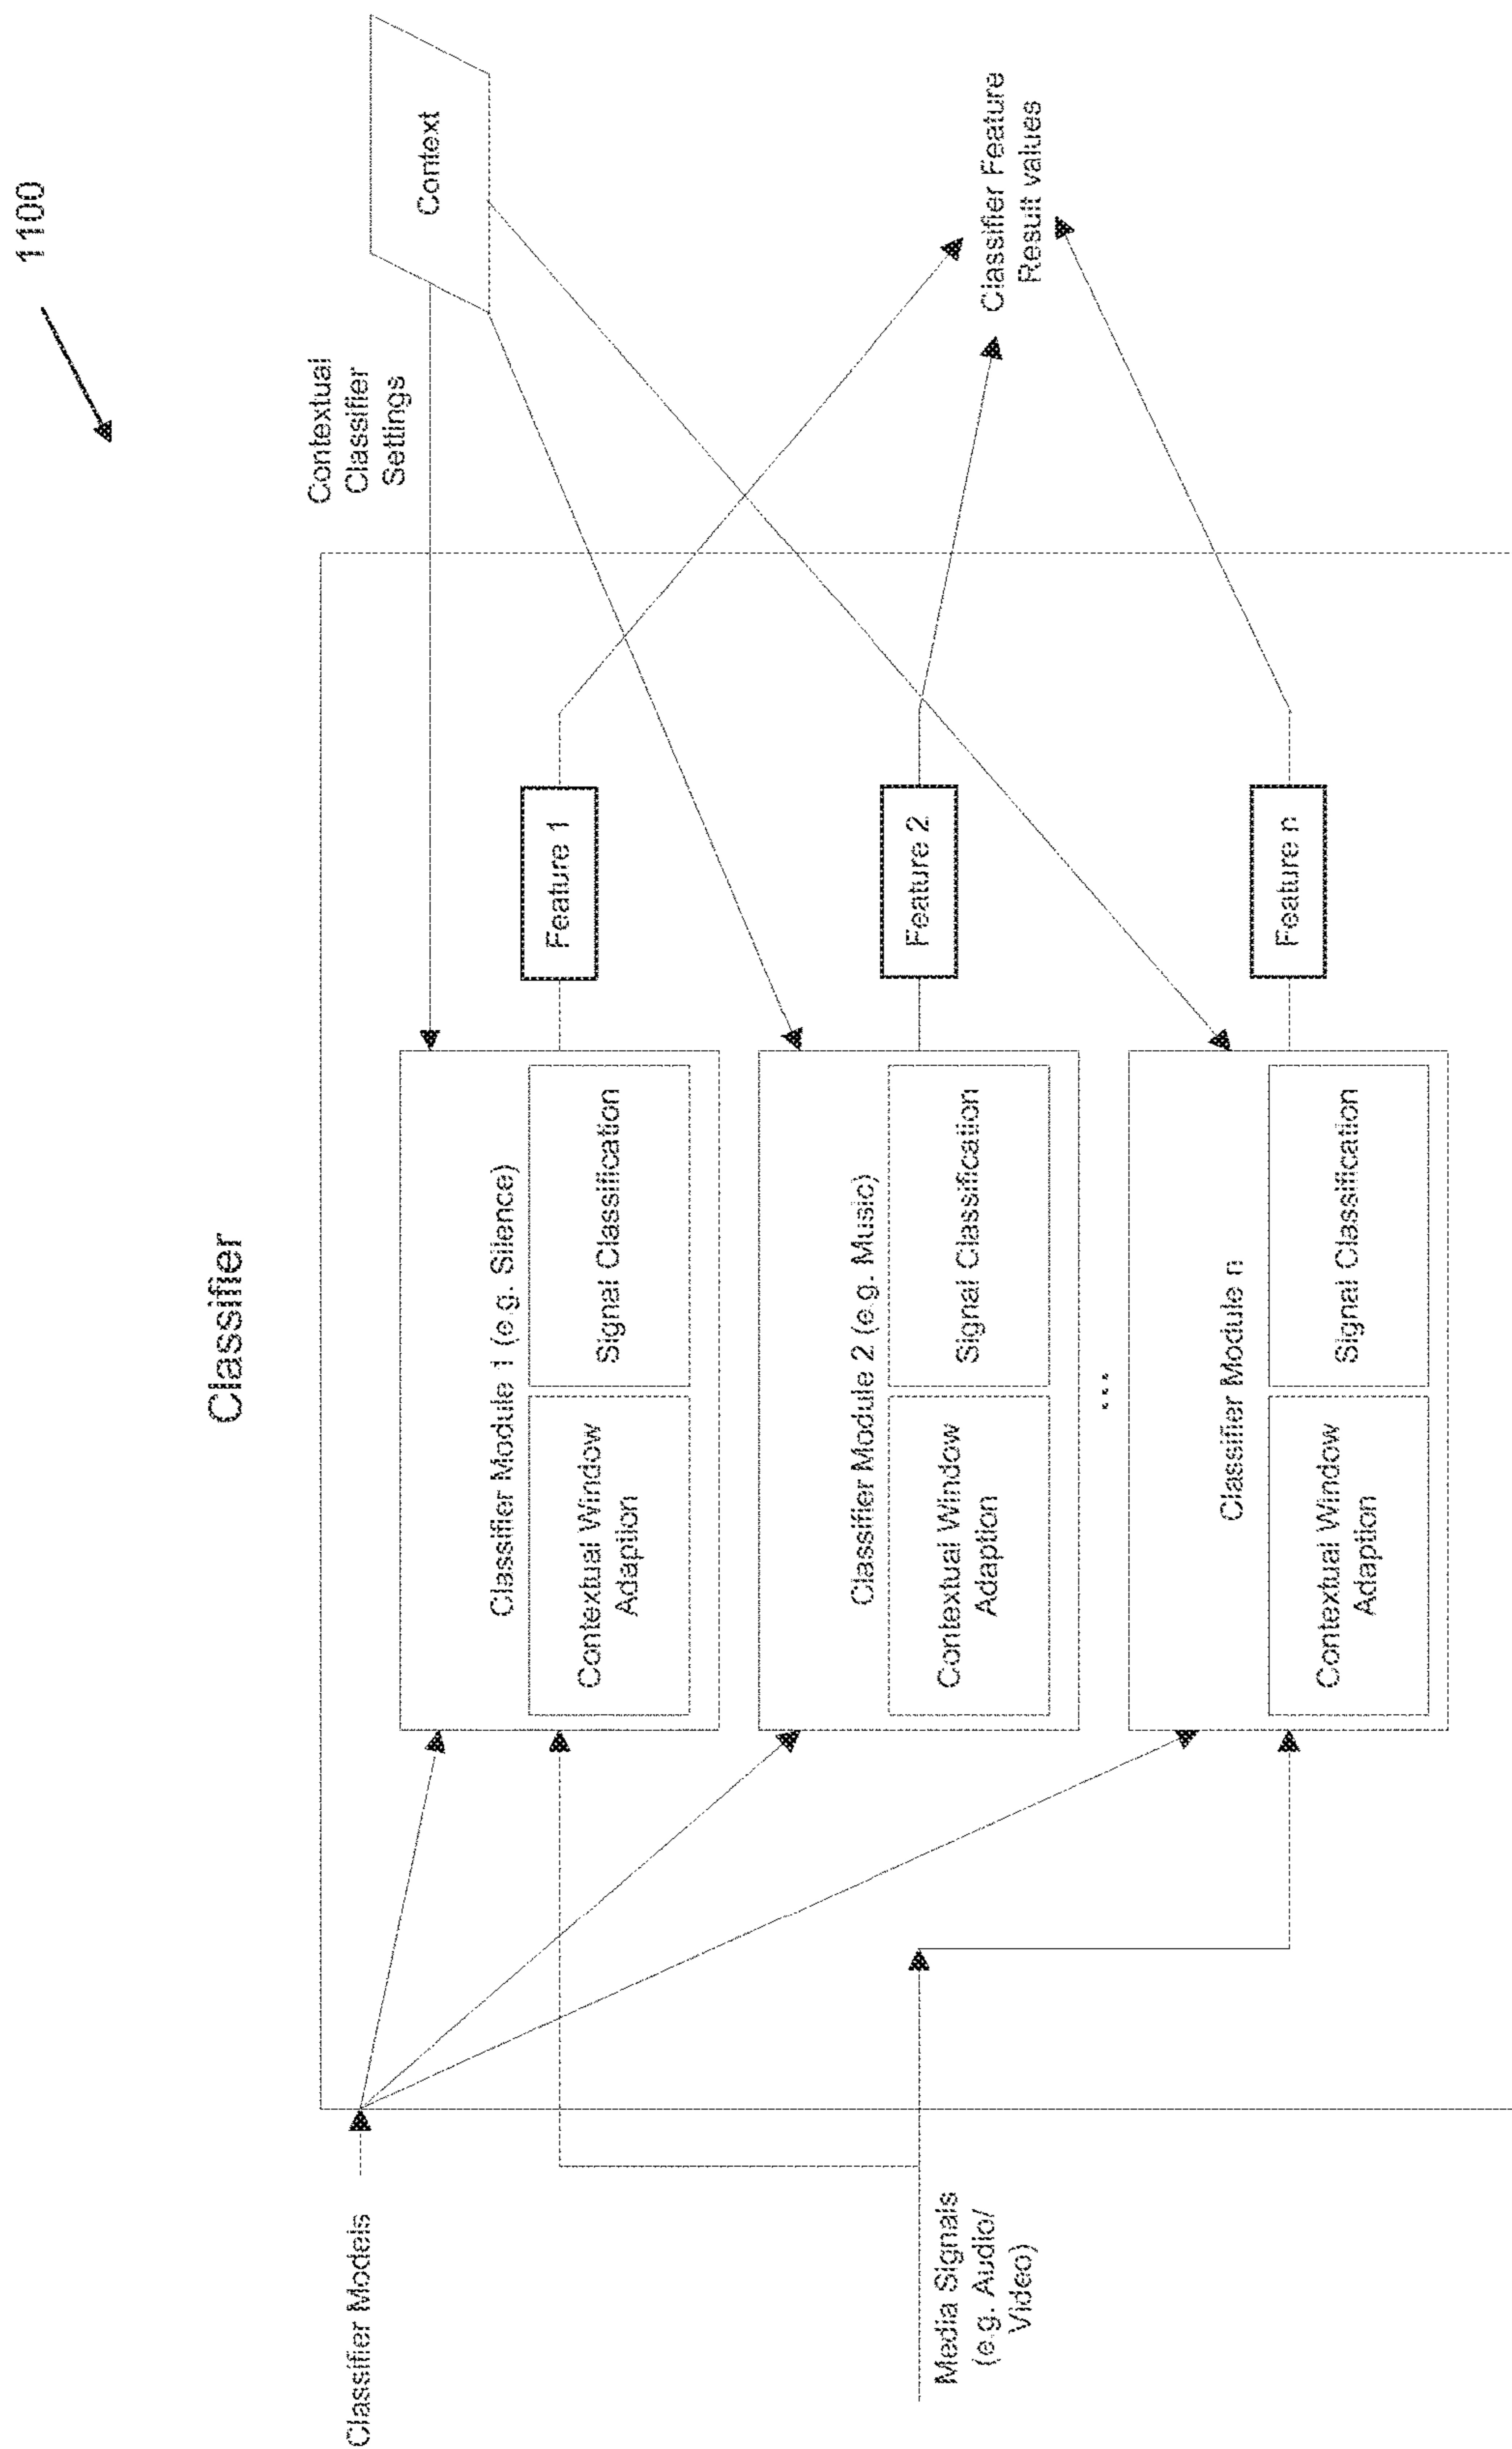 1100
Classifier
Classifier Models
Contextual
Classifier
Settings
Context
Classifier Module 1 (e.g. Silence)
Contextual Window
Adaption
Signal Classification
Feature 1
Classifier Module 2 (e.g. Music)
Contextual Window
Adaption
Signal Classification
Feature 2
Media Signals
(e.g. Audio/
Video)
Classifier Feature
Result values
...
Classifier Module n
Contextual Window
Adaption
Signal Classification
Feature n